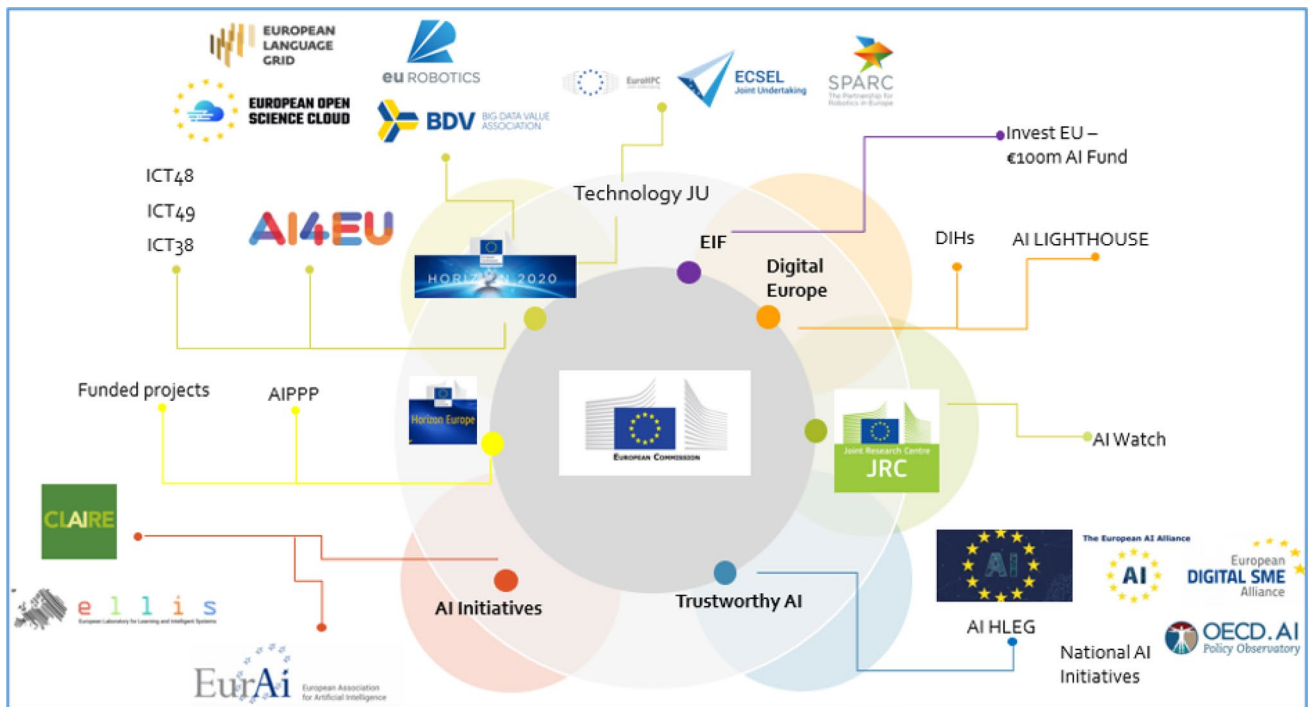 EUROPEAN
LANGUAGE
GRID
eu ROBOTICS
EuroHPC
Joint Undertaking
ECSEL
Joint Undertaking
SPARC
The Partnership for
Robotics in Europe
EUROPEAN OPEN
SCIENCE CLOUD
BDV
BIG DATA VALUE
ASSOCIATION
Invest EU –
€100m AI Fund
ICT48
ICT49
ICT38
AI4EU
Technology JU
EIF
DIHs
AI LIGHTHOUSE
Digital
Europe
HORIZON 2020
Funded projects
AIPPP
Horizon Europe
EUROPEAN COMMISSION
Joint Research Centre
JRC
AI Watch
CLAIRE
ellis
European Laboratory for Learning and Intelligent Systems
EurAi
European Association
for Artificial Intelligence
AI Initiatives
Trustworthy AI
AI
The European AI Alliance
AI
European
DIGITAL SME
Alliance
AI HLEG
National AI
Initiatives
OECD.AI
Policy Observatory